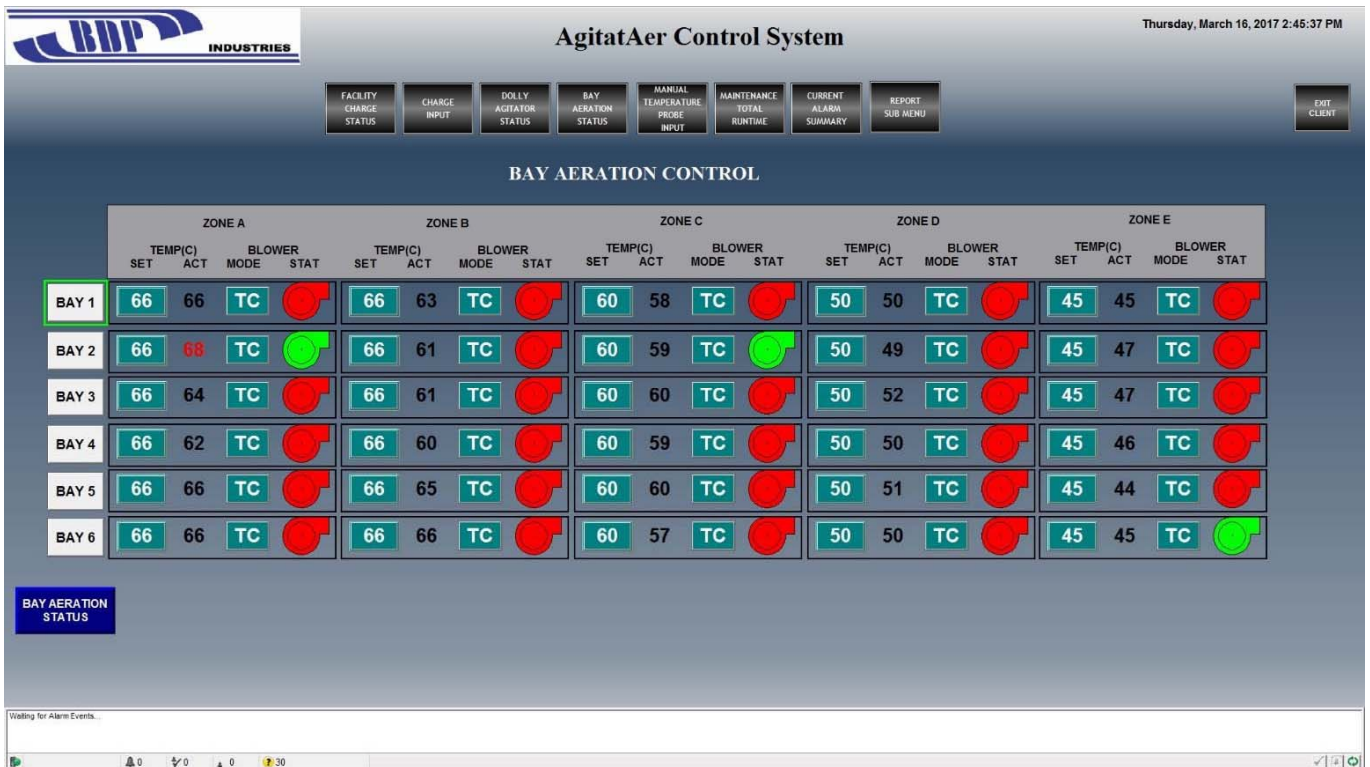 BDP INDUSTRIES
AgitatAer Control System
Thursday, March 16, 2017 2:45:37 PM
FACILITY CHARGE STATUS
CHARGE INPUT
DOLLY AGITATOR STATUS
BAY AERATION STATUS
MANUAL TEMPERATURE PROBE INPUT
MAINTENANCE TOTAL RUNTIME
CURRENT ALARM SUMMARY
REPORT SUB MENU
EXIT CLIENT
BAY AERATION CONTROL
ZONE A ZONE B ZONE C ZONE D ZONE E
TEMP(C) BLOWER TEMP(C) BLOWER TEMP(C) BLOWER TEMP(C) BLOWER TEMP(C) BLOWER
SET ACT MODE STAT SET ACT MODE STAT SET ACT MODE STAT SET ACT MODE STAT SET ACT MODE STAT
BAY 1 66 66 TC 66 63 TC 60 58 TC 50 50 TC 45 45 TC
BAY 2 66 68 TC 66 61 TC 60 59 TC 50 49 TC 45 47 TC
BAY 3 66 64 TC 66 61 TC 60 60 TC 50 52 TC 45 47 TC
BAY 4 66 62 TC 66 60 TC 60 59 TC 50 50 TC 45 46 TC
BAY 5 66 66 TC 66 65 TC 60 60 TC 50 51 TC 45 44 TC
BAY 6 66 66 TC 66 66 TC 60 57 TC 50 50 TC 45 45 TC
BAY AERATION
STATUS
Waiting for Alarm Events...
0 0 0 ? 30